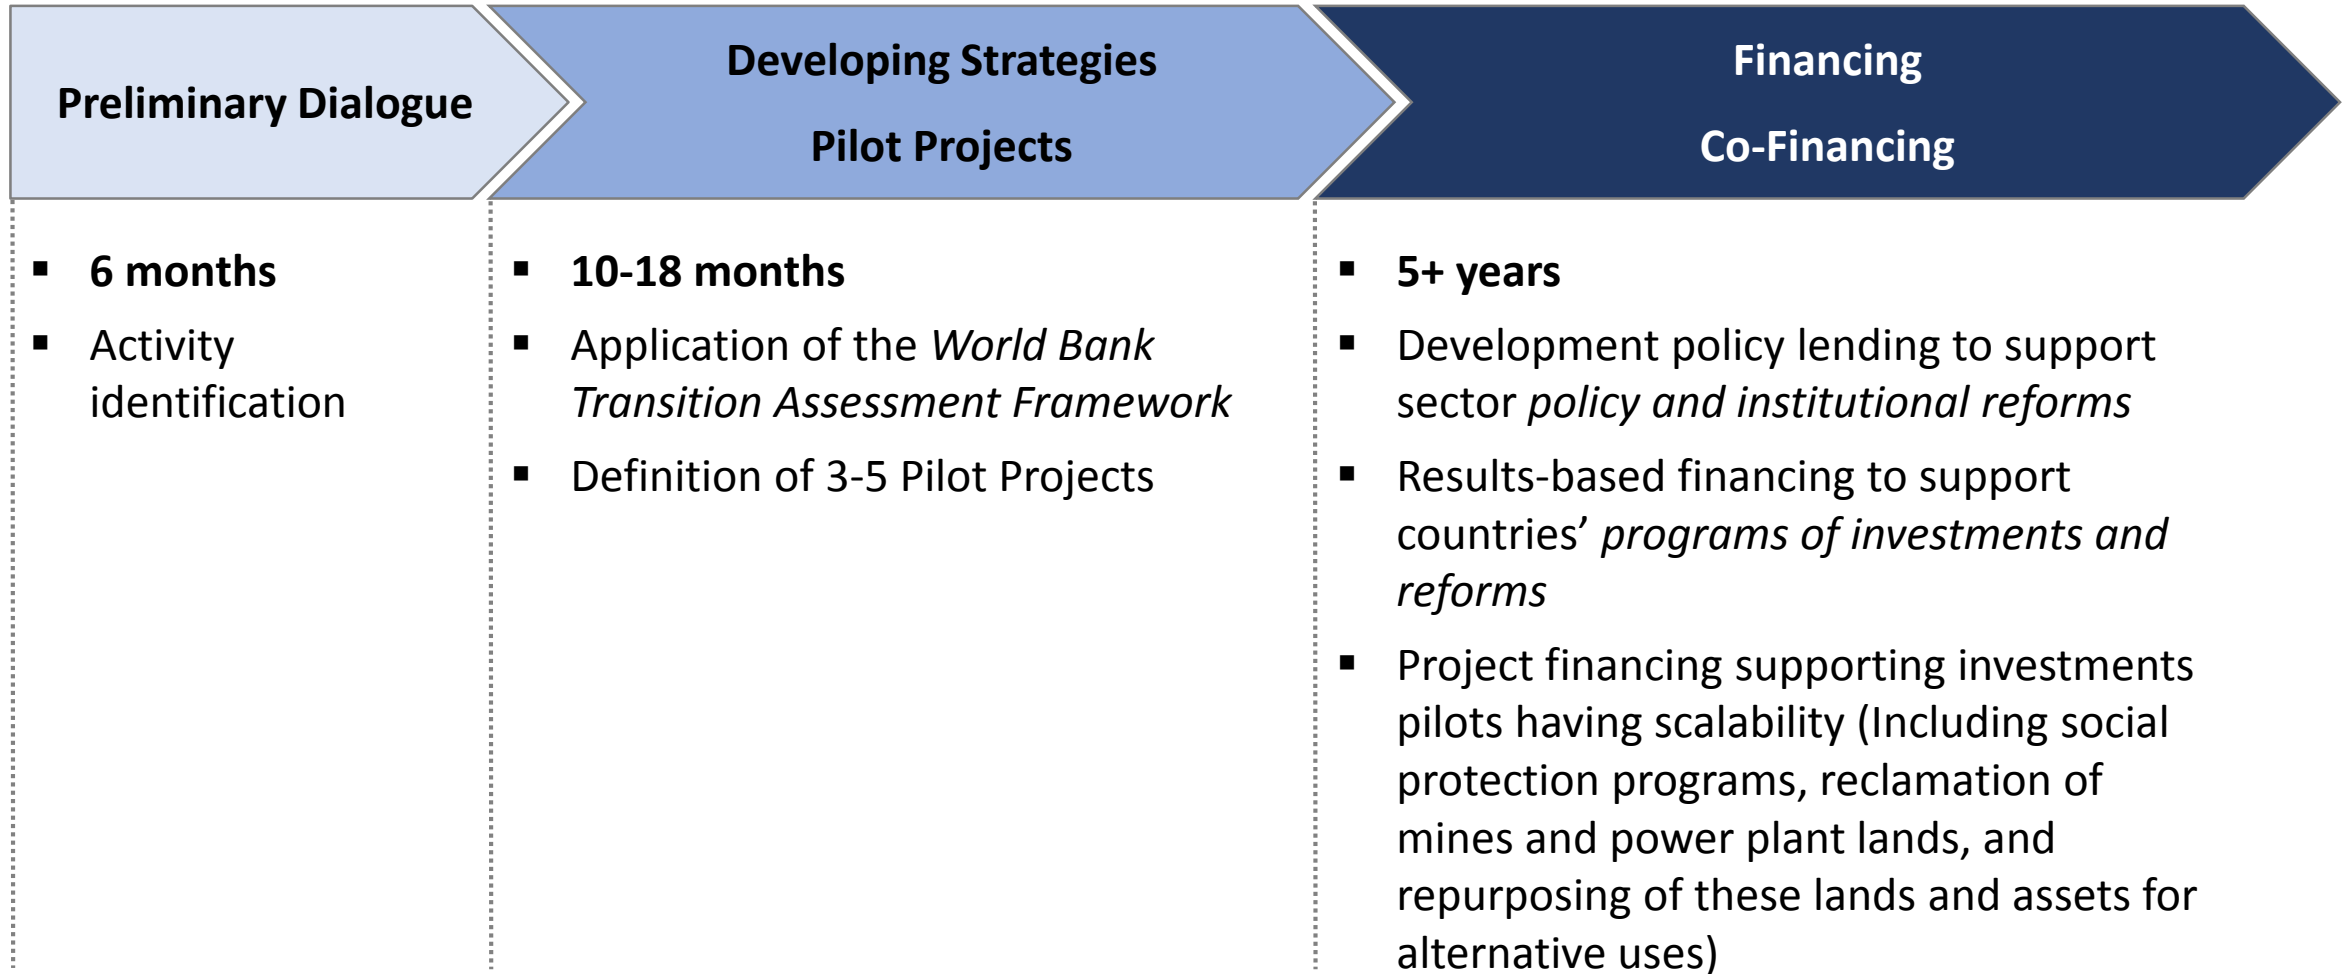 Preliminary Dialogue
Developing Strategies
Pilot Projects
Financing
Co-Financing
▪ 6 months
▪ Activity
identification
▪ 10-18 months
▪ Application of the World Bank
Transition Assessment Framework
▪ Definition of 3-5 Pilot Projects
▪ 5+ years
▪ Development policy lending to support
sector policy and institutional reforms
▪ Results-based financing to support
countries’ programs of investments and
reforms
▪ Project financing supporting investments
pilots having scalability (Including social
protection programs, reclamation of
mines and power plant lands, and
repurposing of these lands and assets for
alternative uses)